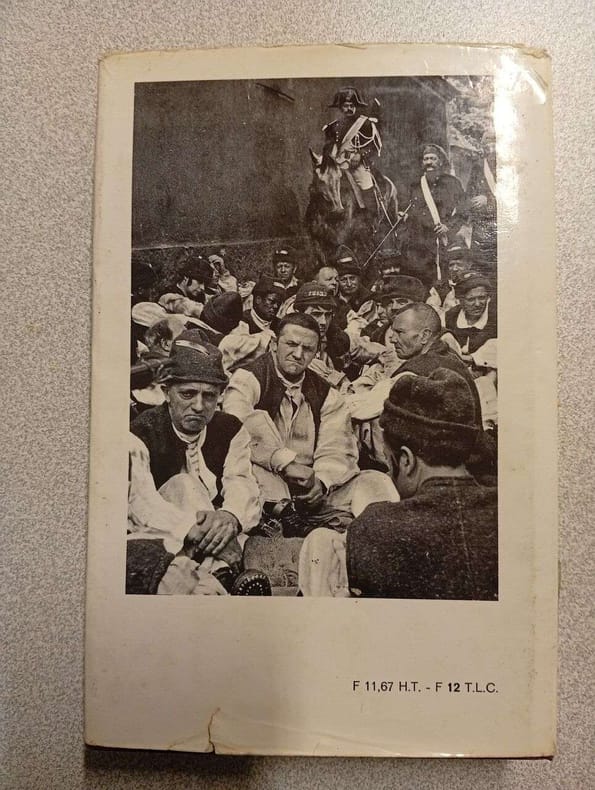 F 11,67 H.T. - F 12 T.L.C.